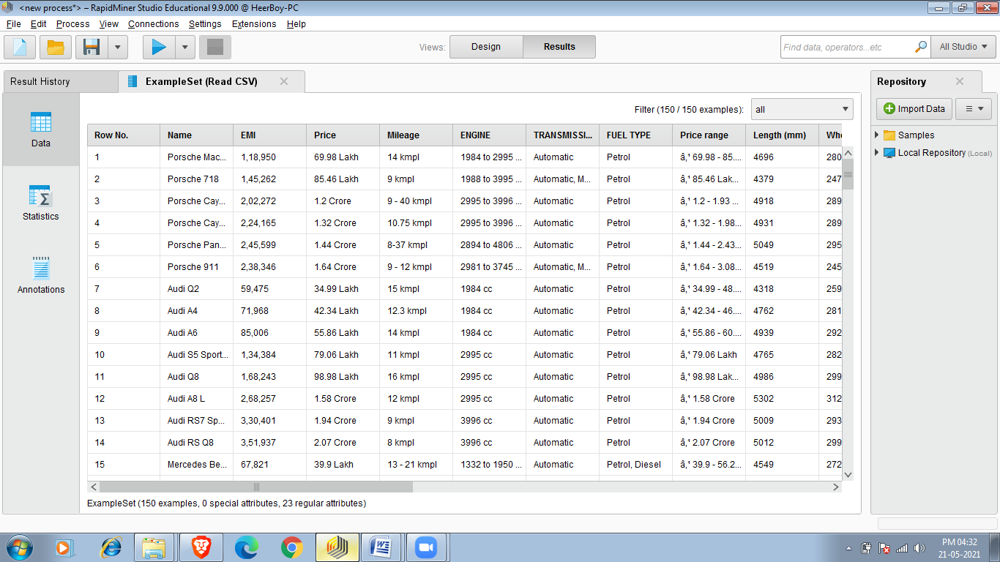 <new process*> – RapidMiner Studio Educational 9.9.000 @ HeerBoy-PC
File Edit Process View Connections Settings Extensions Help
Views: Design Results Find data, operators...etc All Studio
Result History ExampleSet (Read CSV) Repository
Filter (150 / 150 examples): all Import Data
Data
Statistics
Annotations
Samples
Local Repository (Local)
Row No. Name EMI Price Mileage ENGINE TRANSMISSI... FUEL TYPE Price range Length (mm) Whe
1 Porsche Mac... 1,18,950 69.98 Lakh 14 kmpl 1984 to 2995 ... Automatic Petrol â‚¹ 69.98 - 85.... 4696 280
2 Porsche 718 1,45,262 85.46 Lakh 9 kmpl 1988 to 3995 ... Automatic, M... Petrol â‚¹ 85.46 Lak... 4379 247
3 Porsche Cay... 2,02,272 1.2 Crore 9 - 40 kmpl 2995 to 3996 ... Automatic Petrol â‚¹ 1.2 - 1.93 ... 4918 289
4 Porsche Cay... 2,24,165 1.32 Crore 10.75 kmpl 2995 to 3996 ... Automatic Petrol â‚¹ 1.32 - 1.98... 4931 289
5 Porsche Pan... 2,45,599 1.44 Crore 8-37 kmpl 2894 to 4806 ... Automatic Petrol â‚¹ 1.44 - 2.43... 5049 295
6 Porsche 911 2,38,346 1.64 Crore 9 - 12 kmpl 2981 to 3745 ... Automatic, M... Petrol â‚¹ 1.64 - 3.08... 4519 245
7 Audi Q2 59,475 34.99 Lakh 15 kmpl 1984 cc Automatic Petrol â‚¹ 34.99 - 48.... 4318 259
8 Audi A4 71,968 42.34 Lakh 12.3 kmpl 1984 cc Automatic Petrol â‚¹ 42.34 - 46.... 4762 281
9 Audi A6 85,006 55.86 Lakh 14 kmpl 1984 cc Automatic Petrol â‚¹ 55.86 - 60.... 4939 292
10 Audi S5 Sport... 1,34,384 79.06 Lakh 11 kmpl 2995 cc Automatic Petrol â‚¹ 79.06 Lakh 4765 282
11 Audi Q8 1,68,243 98.98 Lakh 16 kmpl 2995 cc Automatic Petrol â‚¹ 98.98 Lak... 4986 299
12 Audi A8 L 2,68,257 1.58 Crore 12 kmpl 2995 cc Automatic Petrol â‚¹ 1.58 Crore 5302 312
13 Audi RS7 Sp... 3,30,401 1.94 Crore 9 kmpl 3996 cc Automatic Petrol â‚¹ 1.94 Crore 5009 293
14 Audi RS Q8 3,51,937 2.07 Crore 8 kmpl 3996 cc Automatic Petrol â‚¹ 2.07 Crore 5012 299
15 Mercedes Be... 67,821 39.9 Lakh 13 - 21 kmpl 1332 to 1950 ... Automatic Petrol, Diesel â‚¹ 39.9 - 56.2... 4549 272
ExampleSet (150 examples, 0 special attributes, 23 regular attributes)
PM 04:32
21-05-2021